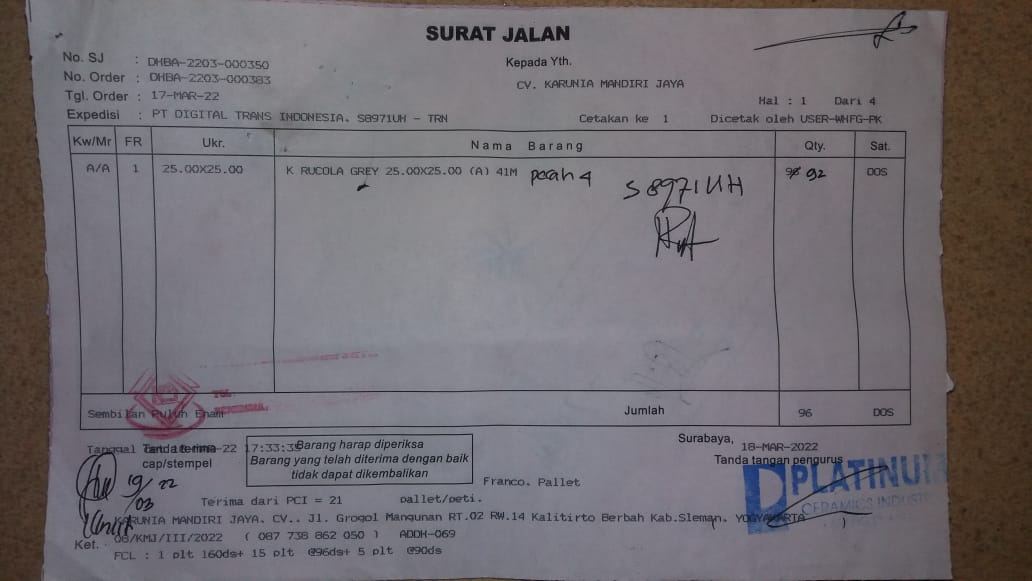 SURAT JALAN
No. SJ : DHBA-2203-000350
No. Order : DHBA-2203-000383
Tgl. Order : 17-MAR-22
Expedisi : PT DIGITAL TRANS INDONESIA. S8971UH - TRN
Kepada Yth.
CV. KARUNIA MANDIRI JAYA
Hal : 1 Dari 4
Cetakan ke 1 Dicetak oleh USER-WHFG-PK
Kw/Mr FR Ukr. Nama Barang Qty. Sat.
A/A 1 25.00X25.00 K RUCOLA GREY 25.00X25.00 (A) 41M pecah 4 92 DOS
S 8971 UH
Sembilan Puluh Enam Jumlah 96 DOS
Tanggal 22 17:33:35
Tanda terima
cap/stempel
19/03 22
Barang harap diperiksa
Barang yang telah diterima dengan baik
tidak dapat dikembalikan
Surabaya, 18-MAR-2022
Tanda tangan pengurus
PLATINUM
CERAMICS INDUSTRY
Franco. Pallet
Terima dari PCI = 21 pallet/peti.
KARUNIA MANDIRI JAYA. CV.. Jl. Grogol Mangunan RT.02 RW.14 Kalitirto Berbah Kab.Sleman. YOGYAKARTA )
Ket. 08/KMJ/III/2022 ( 087 738 862 050 ) ADDH-069
FCL : 1 plt 160ds+ 15 plt @96ds+ 5 plt @90ds